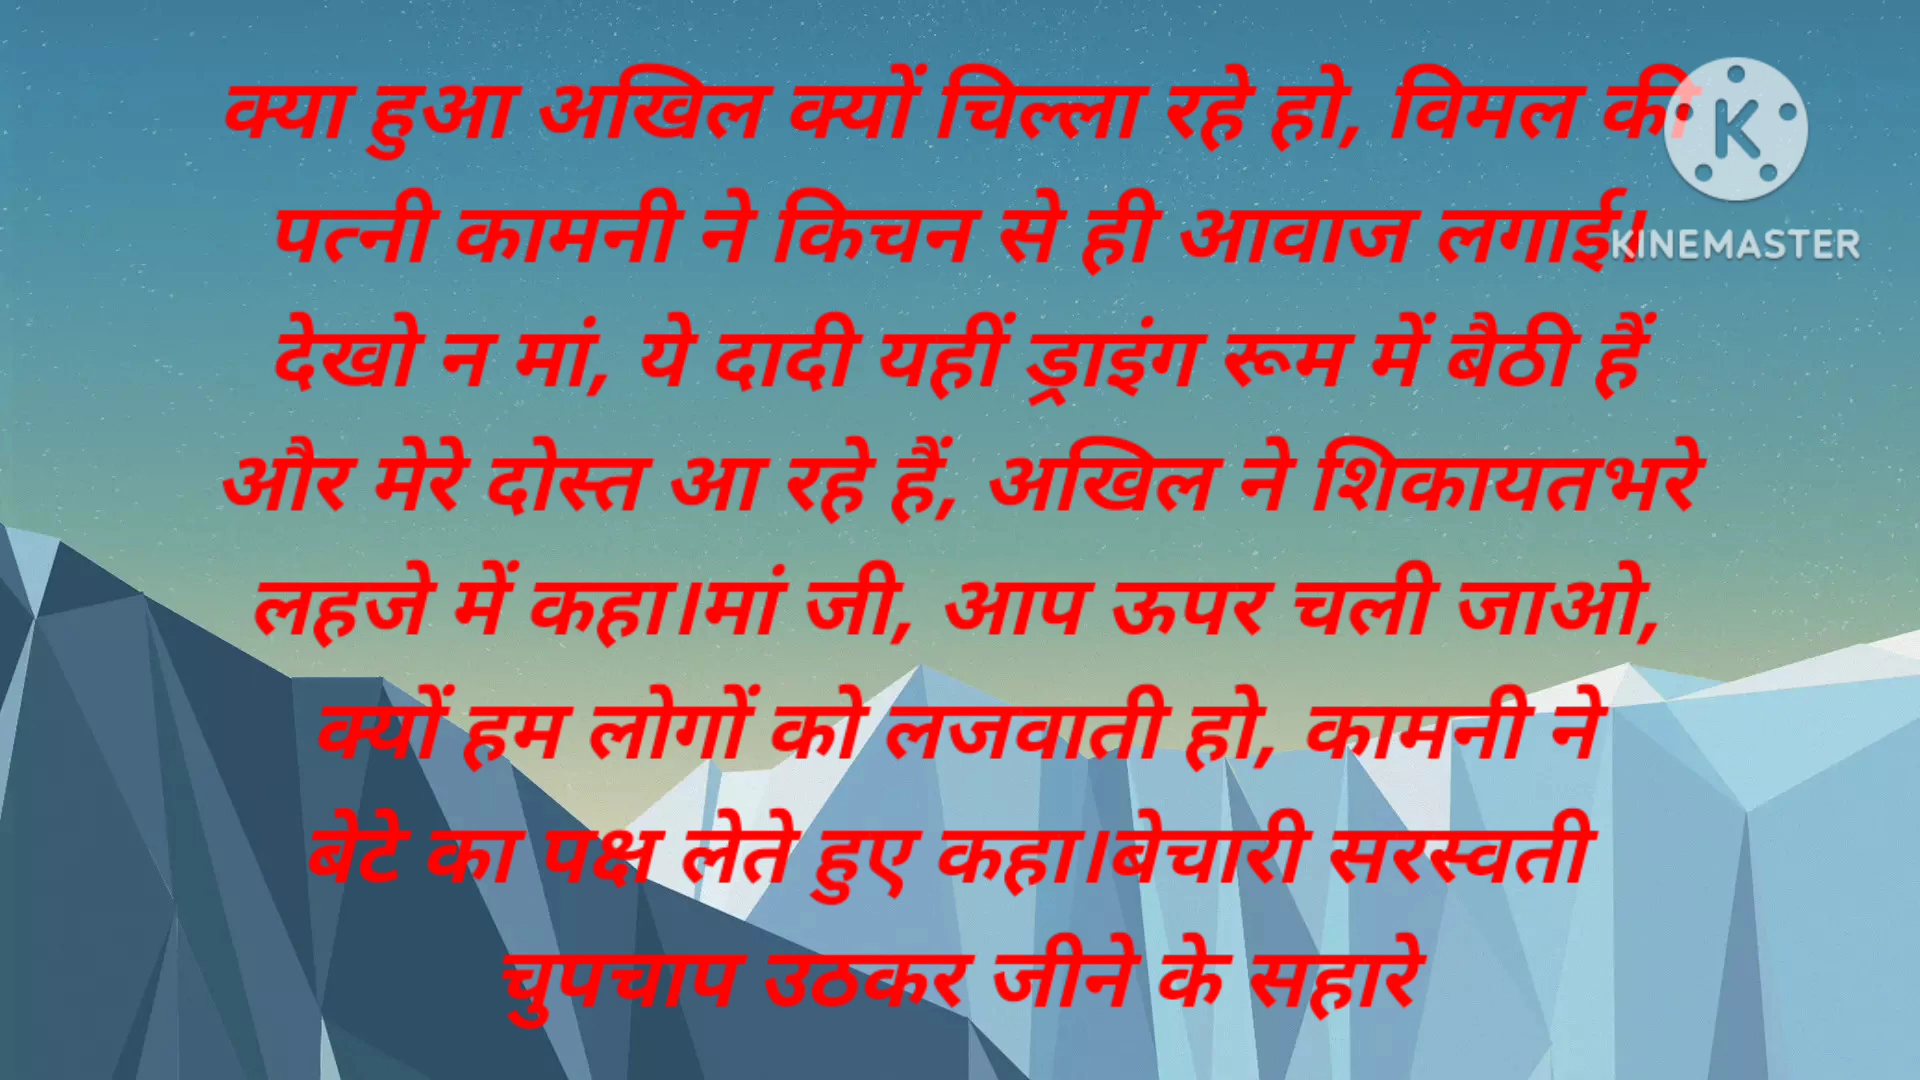 क्या हुआ अखिल क्यों चिल्ला रहे हो, विमल की
पत्नी कामनी ने किचन से ही आवाज लगाई।
देखो न मां, ये दादी यहीं ड्राइंग रूम में बैठी हैं
और मेरे दोस्त आ रहे हैं, अखिल ने शिकायतभरे
लहजे में कहा।मां जी, आप ऊपर चली जाओ,
क्यों हम लोगों को लजवाती हो, कामनी ने
बेटे का पक्ष लेते हुए कहा।बेचारी सरस्वती
चुपचाप उठकर जीने के सहारे
K
KINEMASTER